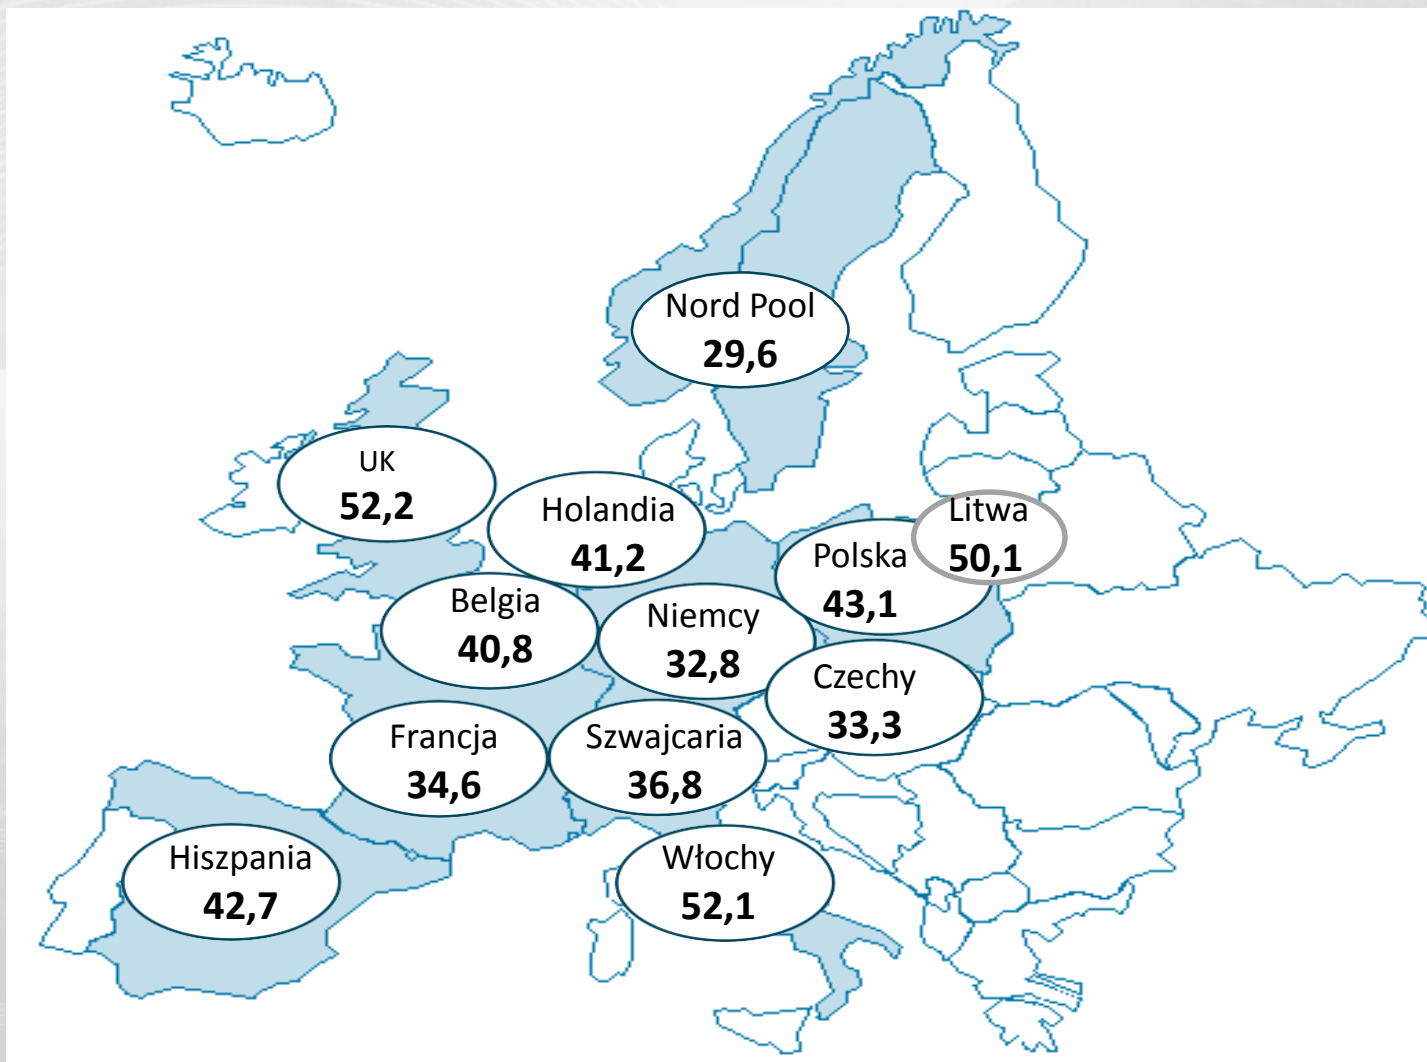 Nord Pool
29,6
UK
52,2
Holandia
41,2
Litwa
50,1
Polska
43,1
Belgia
40,8
Niemcy
32,8
Czechy
33,3
Francja
34,6
Szwajcaria
36,8
Hiszpania
42,7
Włochy
52,1